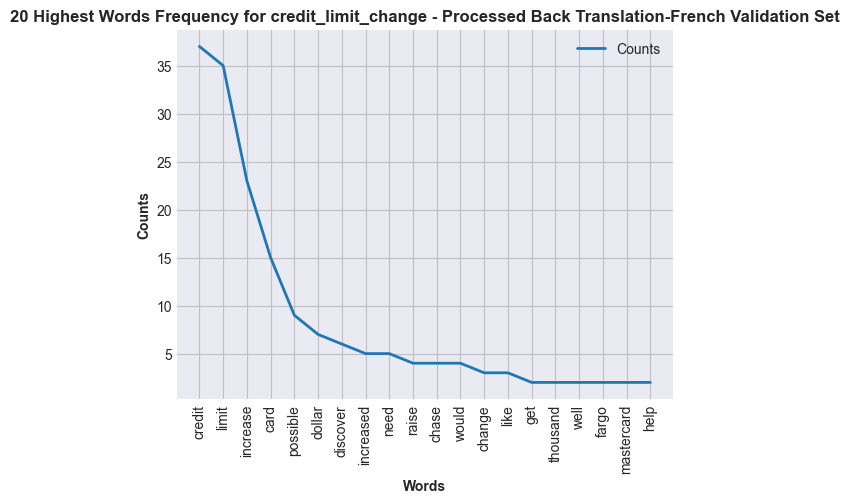 20 Highest Words Frequency for credit_limit_change - Processed Back Translation-French Validation Set
Counts
35
30
25
20
15
10
5
Counts
credit
limit
increase
card
possible
dollar
discover
increased
need
raise
chase
would
change
like
get
thousand
well
fargo
mastercard
help
Words